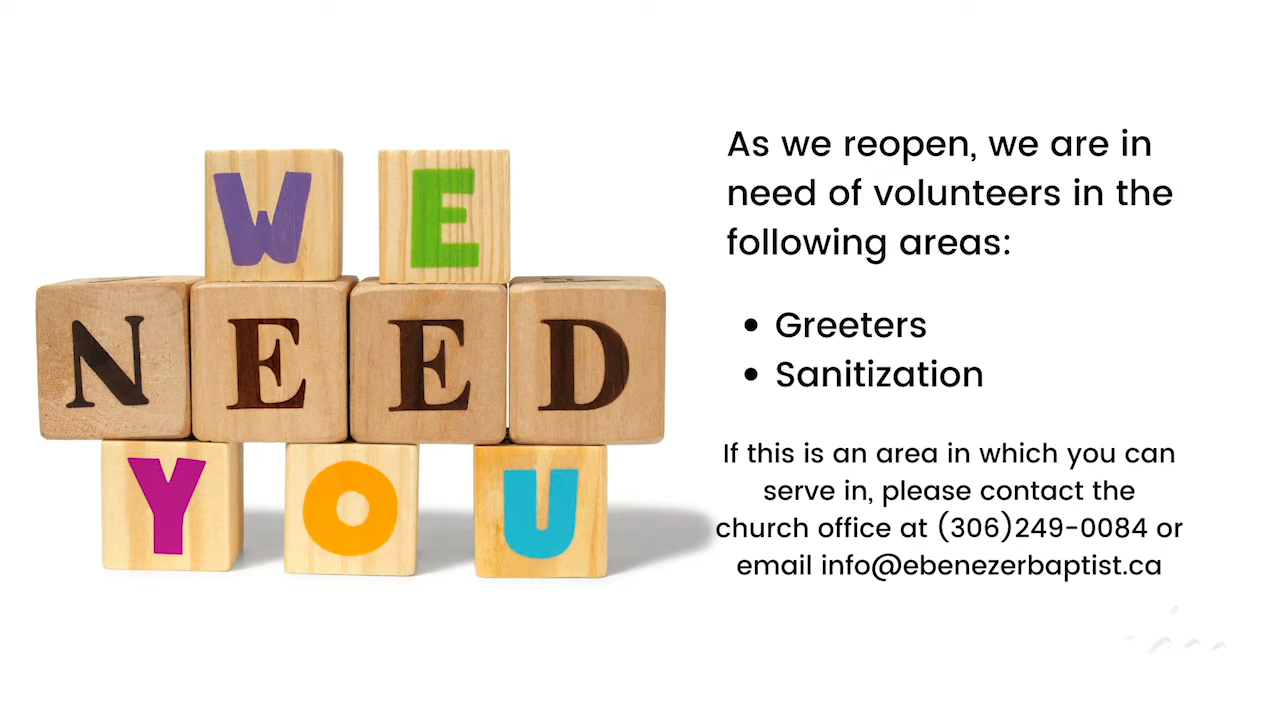 WE
NEED
YOU
As we reopen, we are in
need of volunteers in the
following areas:
• Greeters
• Sanitization
If this is an area in which you can
serve in, please contact the
church office at (306)249-0084 or
email info@ebenezerbaptist.ca